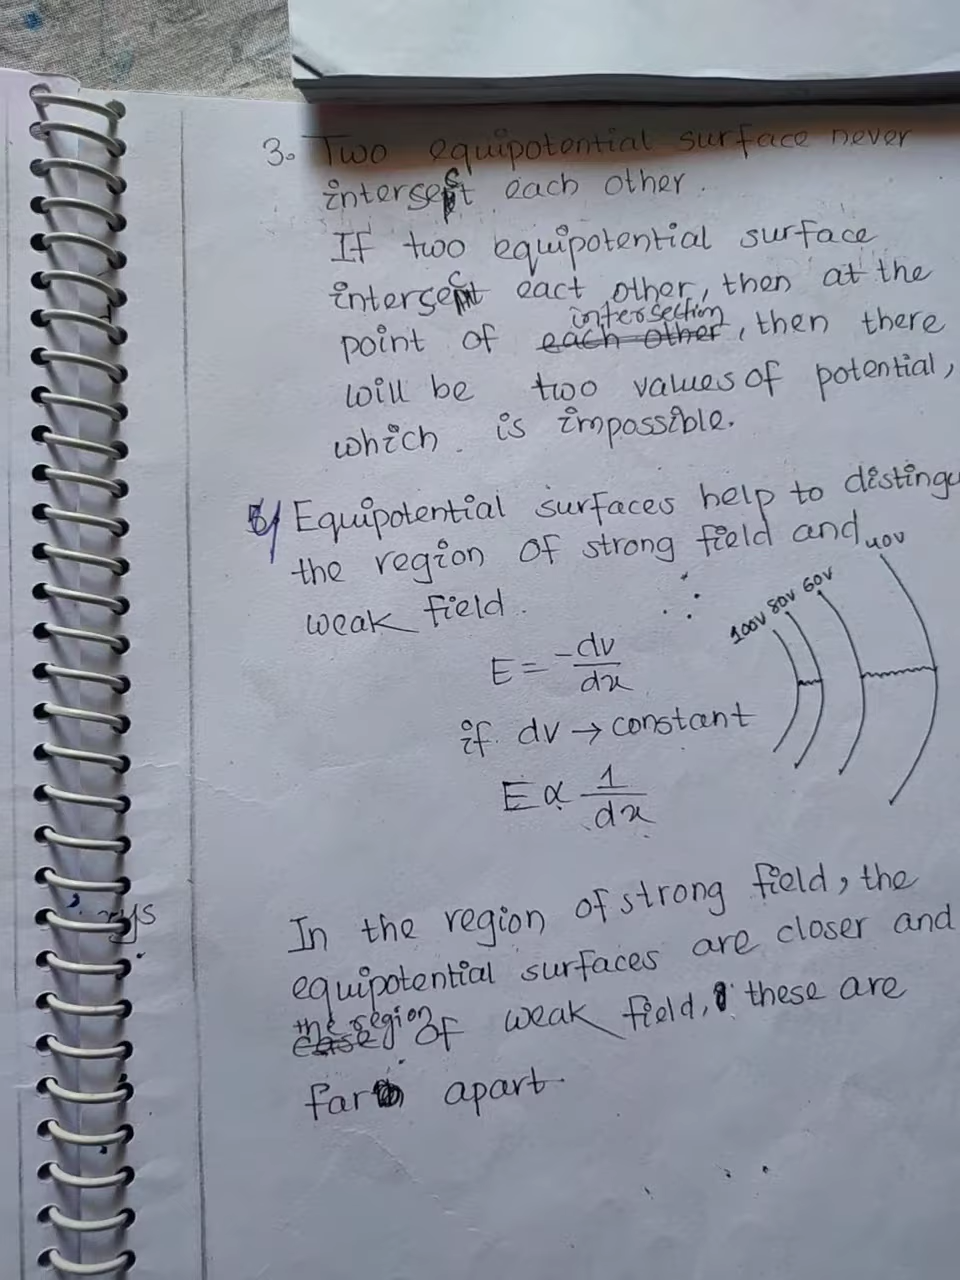 3. Two equipotential surface never
intersect each other.
If two equipotential surface
intersect eact other, then at the
intersection
point of each other, then there
will be two values of potential,
which is impossible.
Equipotential surfaces help to distingu
the region of strong field and
weak field.
100V 80V 60V 40V
E = -dv/dx
if dv → constant
E ∝ 1/dx
rys
In the region of strong field, the
equipotential surfaces are closer and
the region
case of weak field, these are
far apart